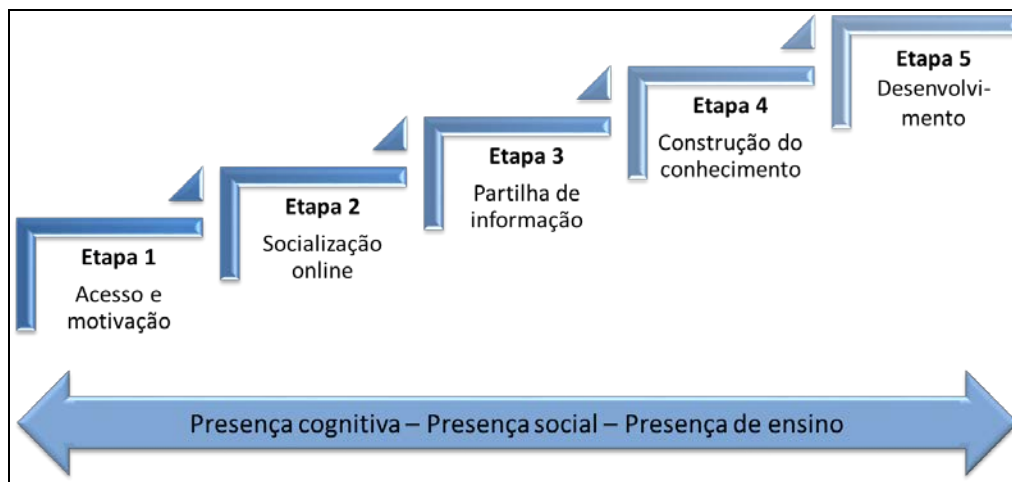 Etapa 1
Acesso e
motivação
Etapa 2
Socialização
online
Etapa 3
Partilha de
informação
Etapa 4
Construção do
conhecimento
Etapa 5
Desenvolvi-
mento
Presença cognitiva – Presença social – Presença de ensino